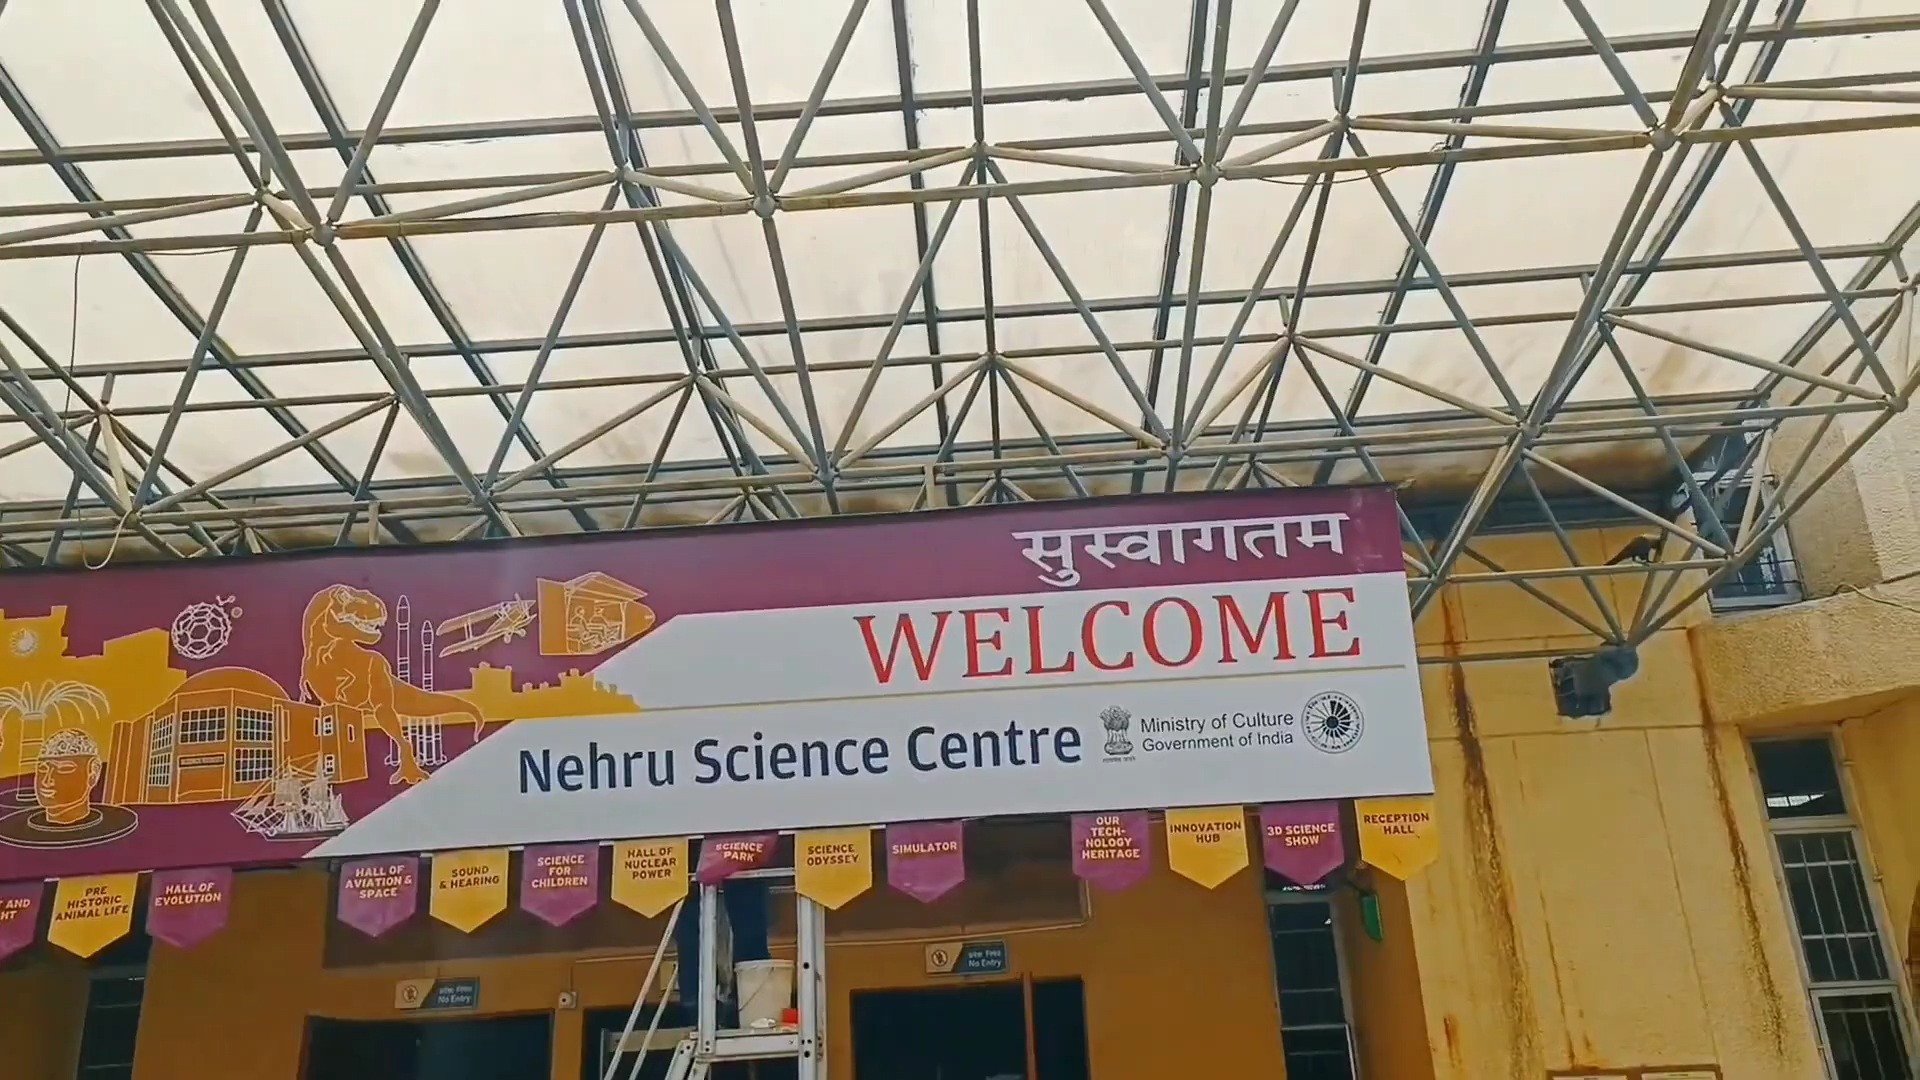 सुस्वागतम
WELCOME
Nehru Science Centre
Ministry of Culture
Government of India
AND
HT
PRE
HISTORIC
ANIMAL LIFE
HALL OF
EVOLUTION
HALL OF
AVIATION &
SPACE
SOUND
& HEARING
SCIENCE
FOR
CHILDREN
HALL OF
NUCLEAR
POWER
SCIENCE
PARK
SCIENCE
ODYSSEY
SIMULATOR
OUR
TECH-
NOLOGY
HERITAGE
INNOVATION
HUB
3D SCIENCE
SHOW
RECEPTION
HALL
No Entry
No Entry